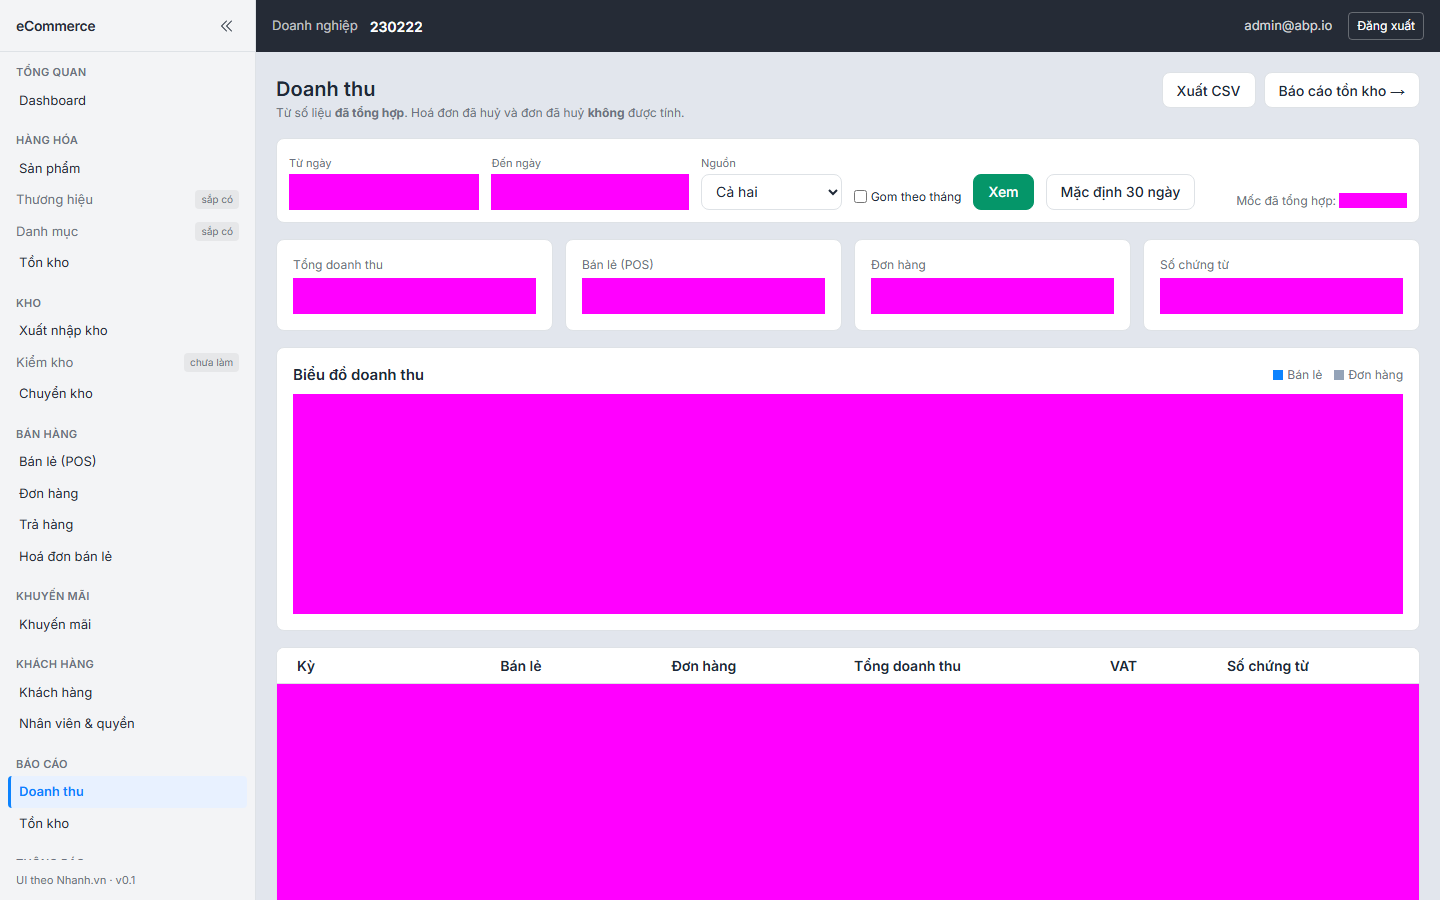 eCommerce
TỔNG QUAN
Dashboard
HÀNG HÓA
Sản phẩm
Thương hiệu sắp có
Danh mục sắp có
Tồn kho
KHO
Xuất nhập kho
Kiểm kho chưa làm
Chuyển kho
BÁN HÀNG
Bán lẻ (POS)
Đơn hàng
Trả hàng
Hoá đơn bán lẻ
KHUYẾN MÃI
Khuyến mãi
KHÁCH HÀNG
Khách hàng
Nhân viên & quyền
BÁO CÁO
Doanh thu
Tồn kho
UI theo Nhanh.vn · v0.1
Doanh nghiệp 230222
admin@abp.io Đăng xuất
Doanh thu
Từ số liệu đã tổng hợp. Hoá đơn đã huỷ và đơn đã huỷ không được tính.
Xuất CSV Báo cáo tồn kho →
Từ ngày Đến ngày Nguồn
Cả hai Gom theo tháng Xem Mặc định 30 ngày Mốc đã tổng hợp:
Tổng doanh thu Bán lẻ (POS) Đơn hàng Số chứng từ
Biểu đồ doanh thu Bán lẻ Đơn hàng
Kỳ Bán lẻ Đơn hàng Tổng doanh thu VAT Số chứng từ